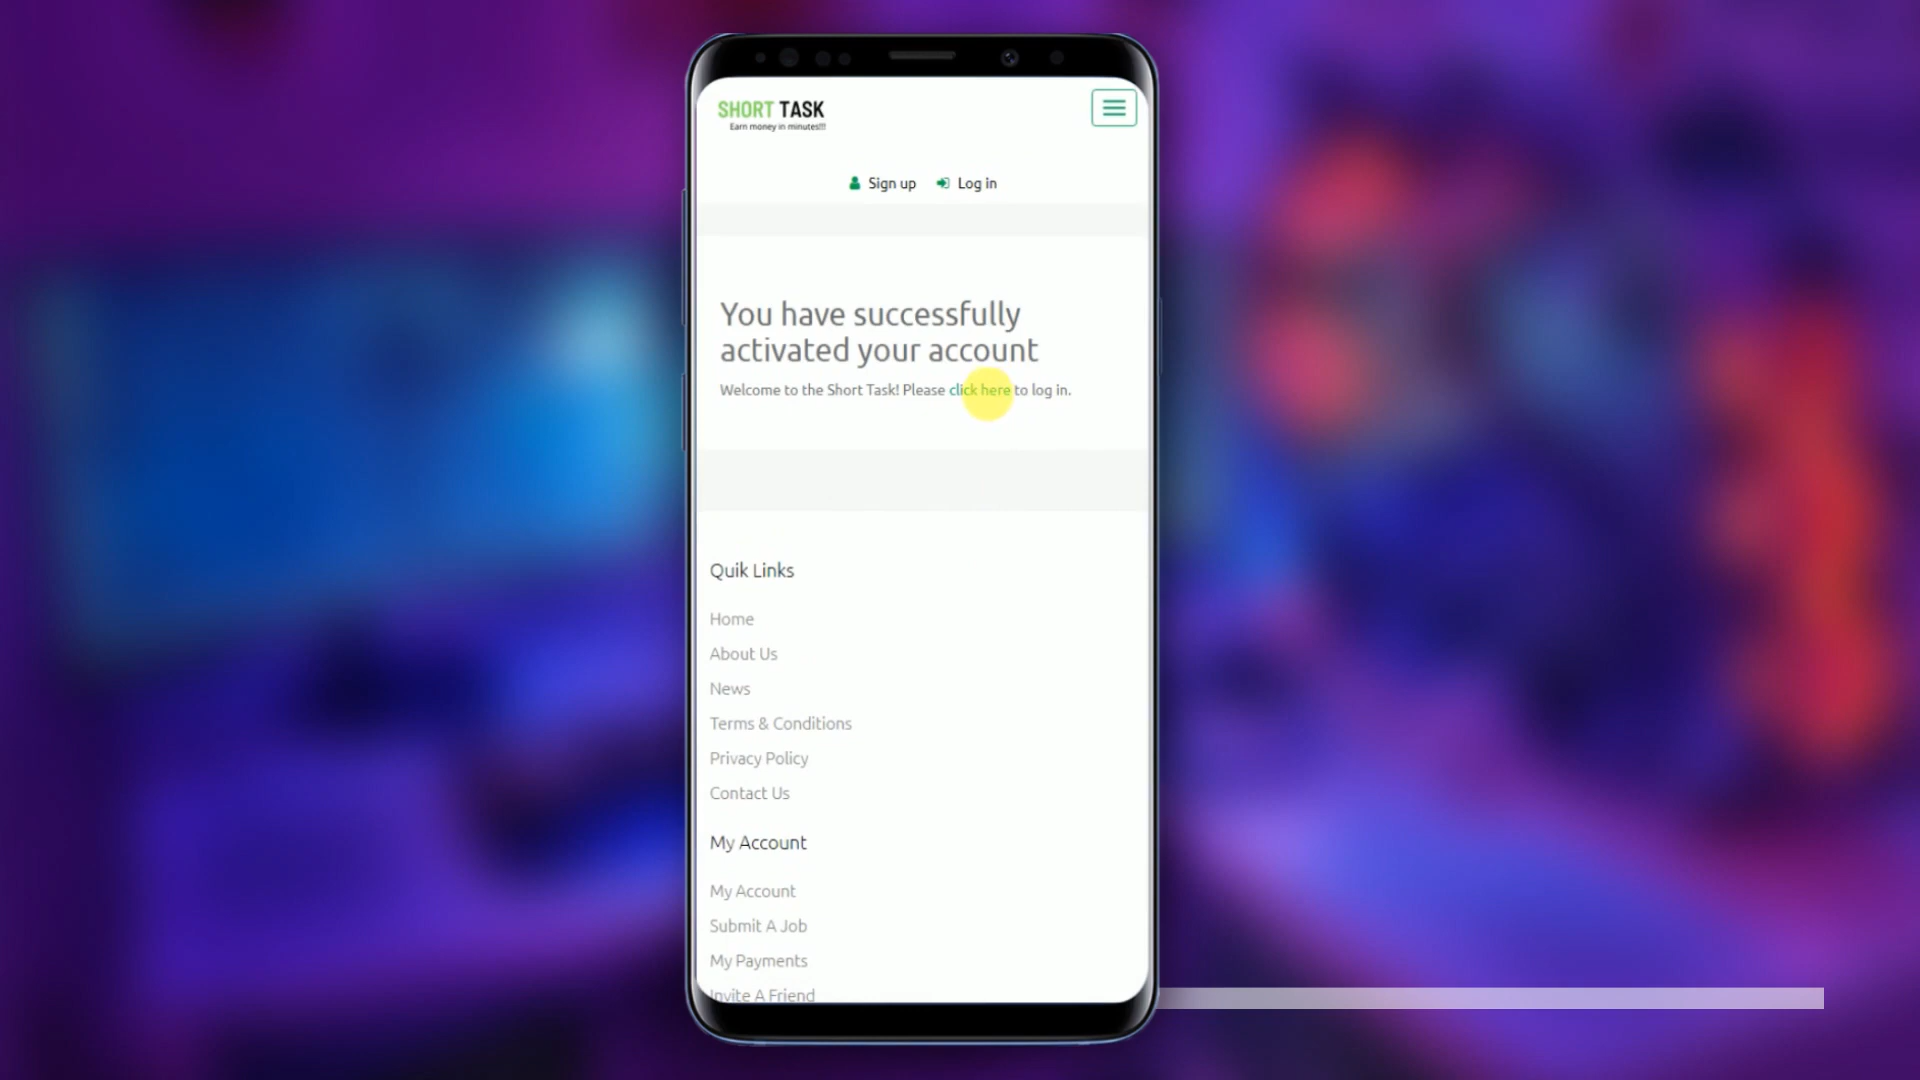 SHORT TASK
Earn money in minutes!!!
Sign up Log in
You have successfully
activated your account
Welcome to the Short Task! Please click here to log in.
Quik Links
Home
About Us
News
Terms & Conditions
Privacy Policy
Contact Us
My Account
My Account
Submit A Job
My Payments
Invite A Friend